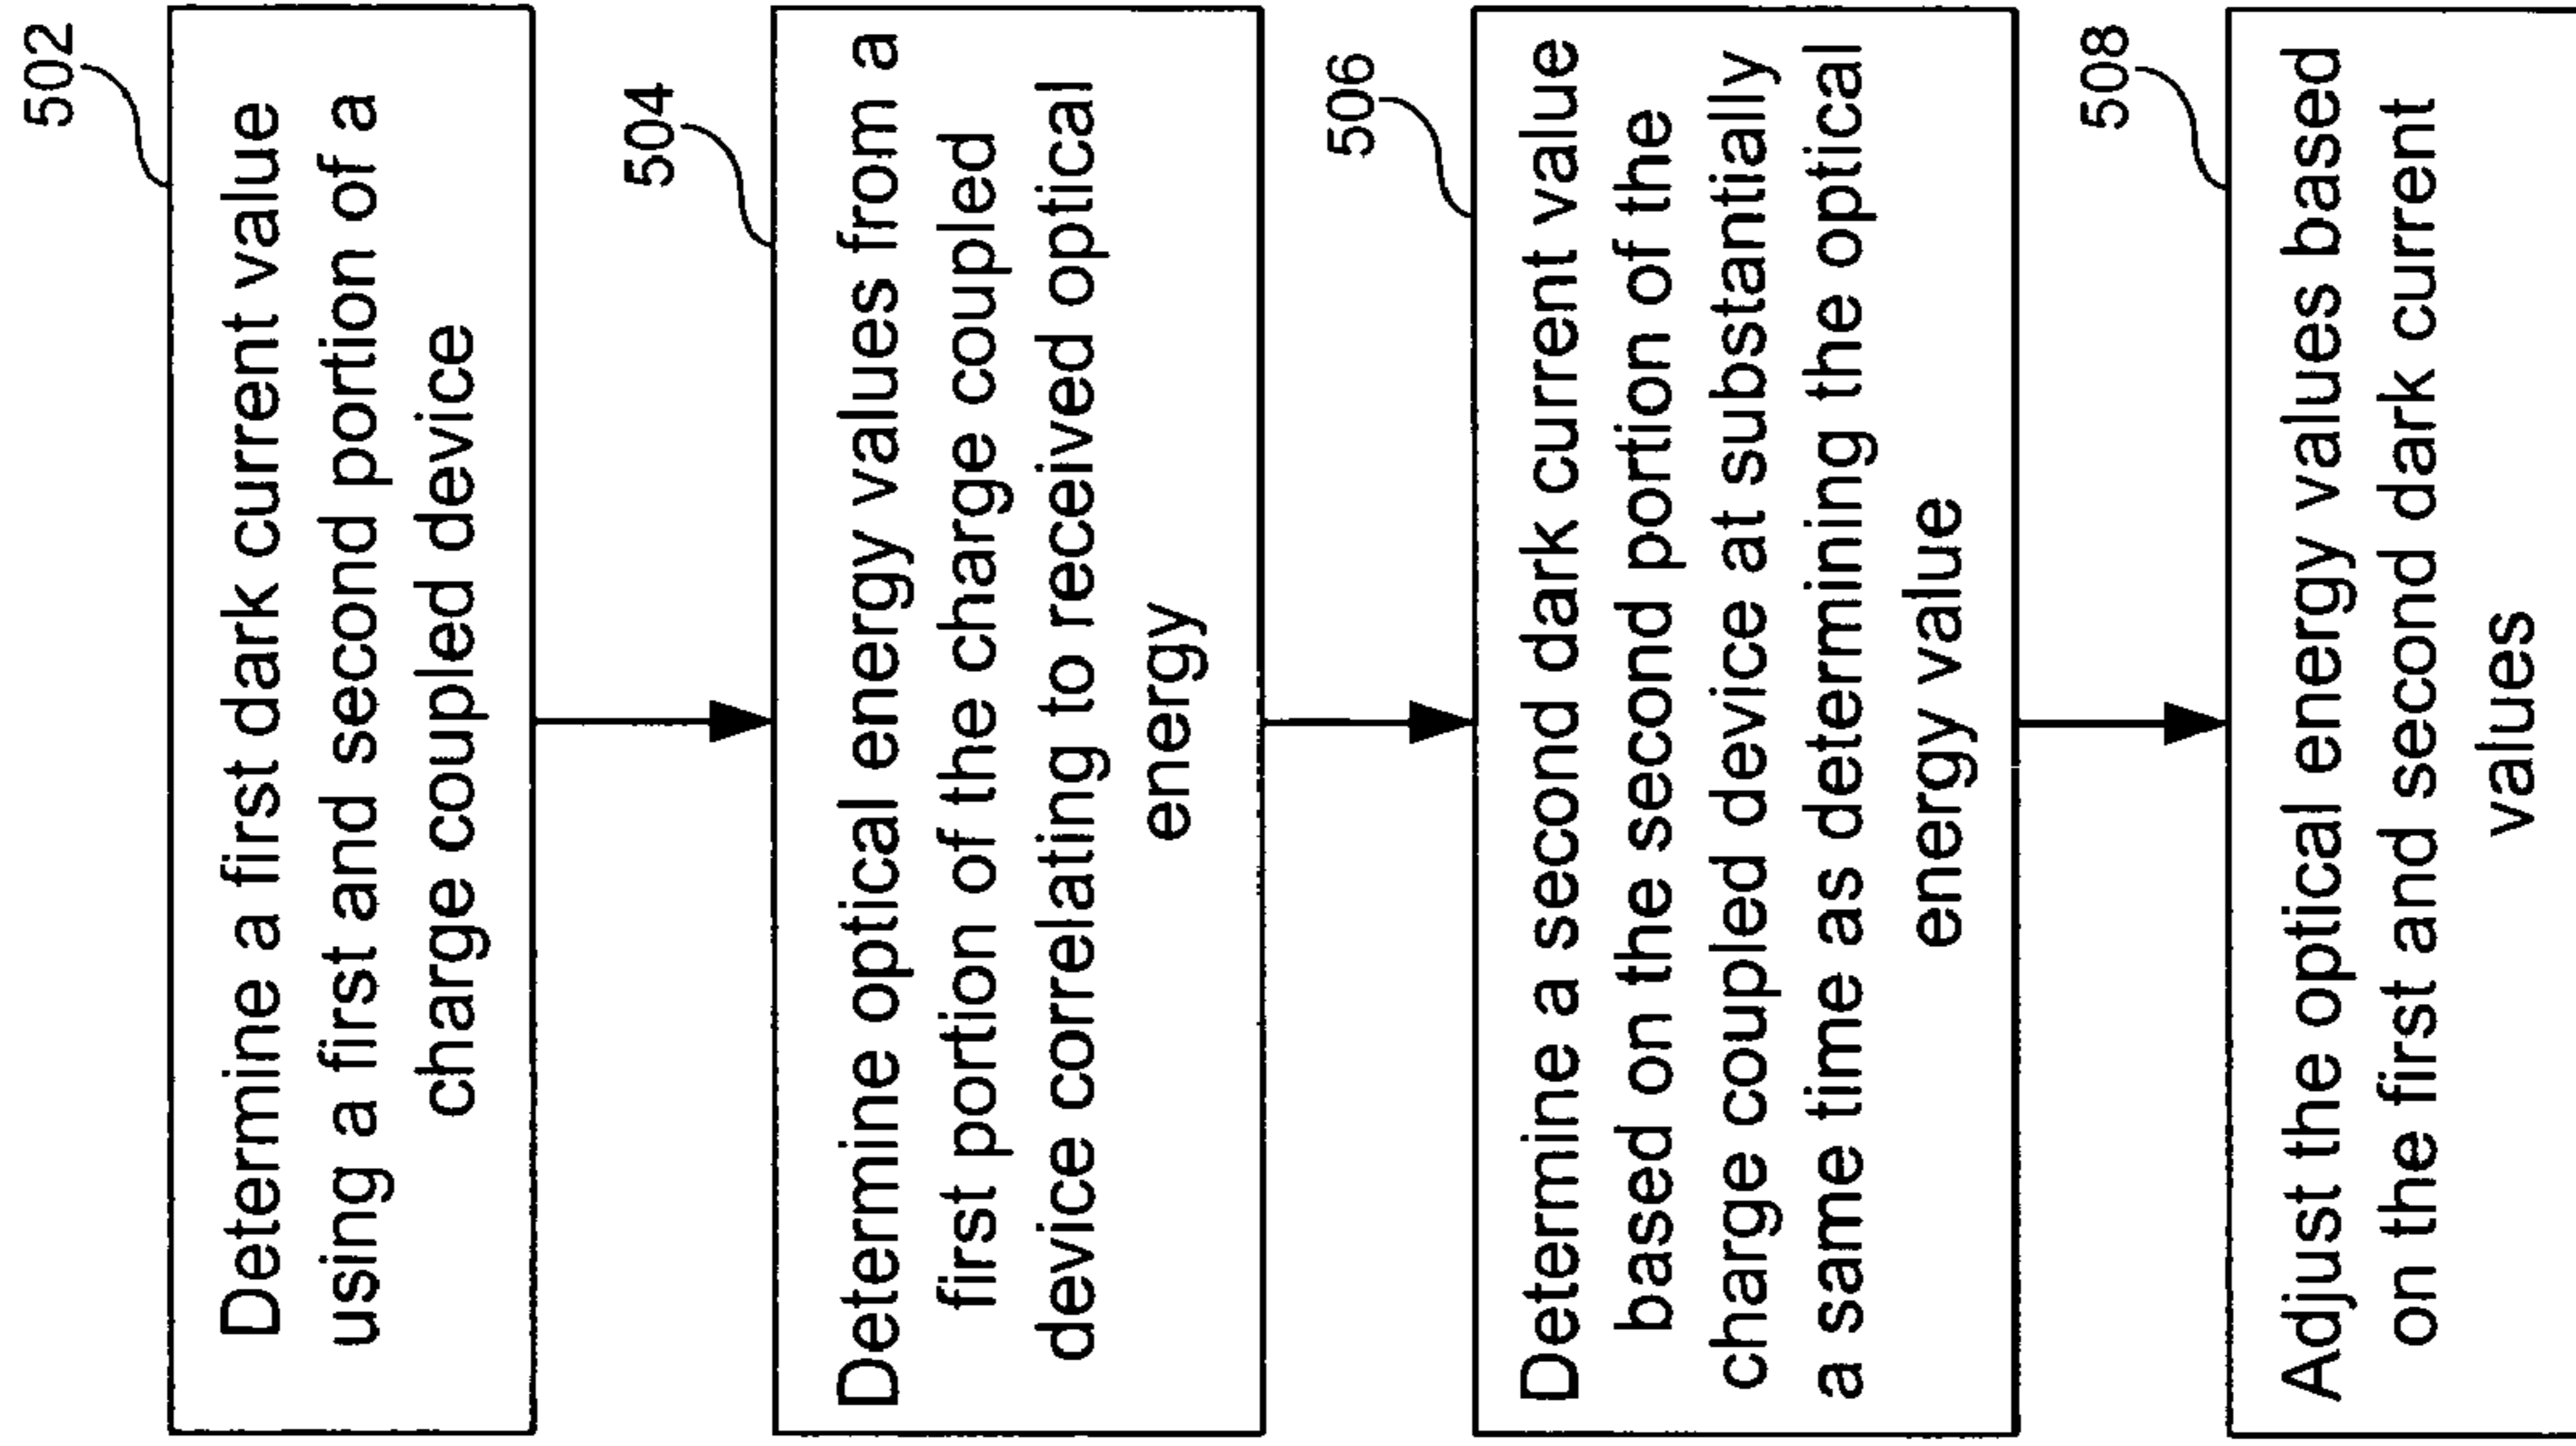 502
Determine a first dark current value
using a first and second portion of a
charge coupled device
504
Determine optical energy values from a
first portion of the charge coupled
device correlating to received optical
energy
506
Determine a second dark current value
based on the second portion of the
charge coupled device at substantially
a same time as determining the optical
energy value
508
Adjust the optical energy values based
on the first and second dark current
values